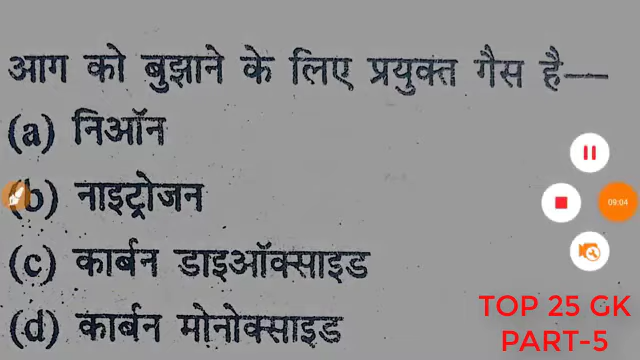 आग को बुझाने के लिए प्रयुक्त गैस है—
(a) निऑन
(b) नाइट्रोजन
(c) कार्बन डाइऑक्साइड
(d) कार्बन मोनोक्साइड
09:04
TOP 25 GK
PART-5